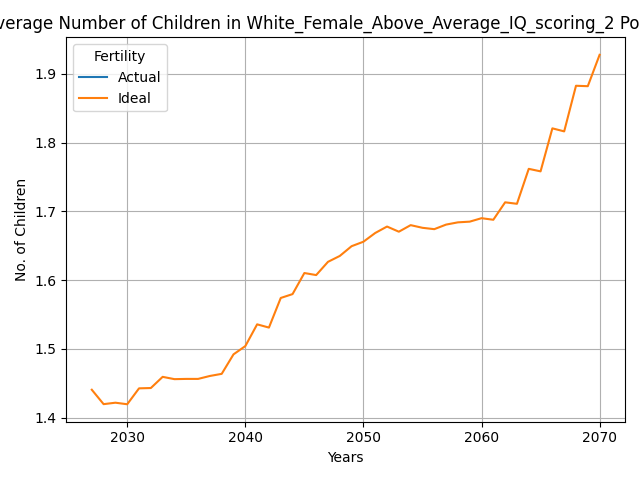 verage Number of Children in White_Female_Above_Average_IQ_scoring_2 Po
Fertility
Actual
Ideal
1.9
1.8
1.7
1.6
1.5
1.4
No. of Children
2030 2040 2050 2060 2070
Years